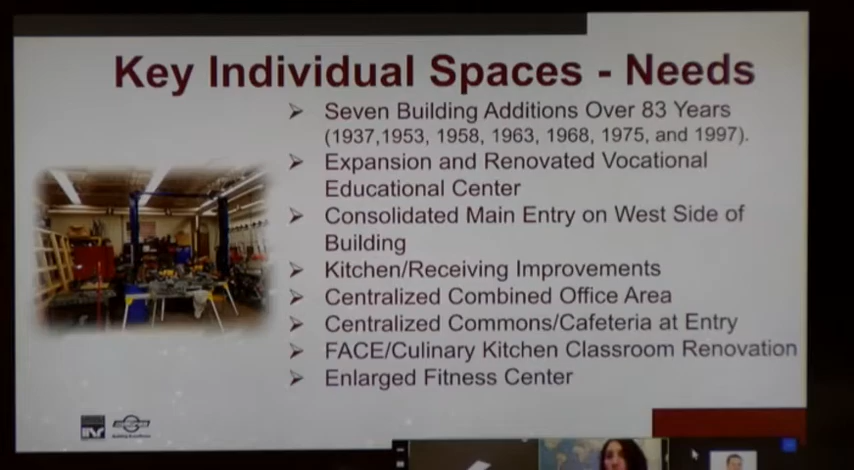 Key Individual Spaces - Needs
Seven Building Additions Over 83 Years
(1937,1953, 1958, 1963, 1968, 1975, and 1997).
Expansion and Renovated Vocational
Educational Center
Consolidated Main Entry on West Side of
Building
Kitchen/Receiving Improvements
Centralized Combined Office Area
Centralized Commons/Cafeteria at Entry
FACE/Culinary Kitchen Classroom Renovation
Enlarged Fitness Center